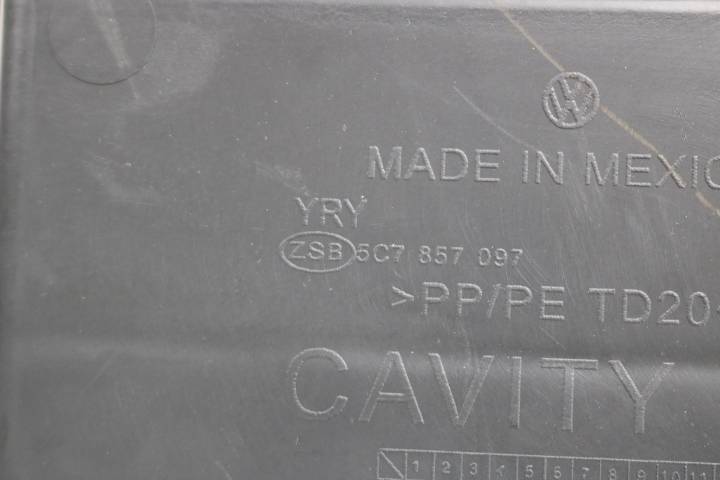 MADE IN MEXIC
YRY
ZSB 5C7 857 097
>PP/PE TD20
CAVITY
1 2 3 4 5 6 7 8 9 10 11